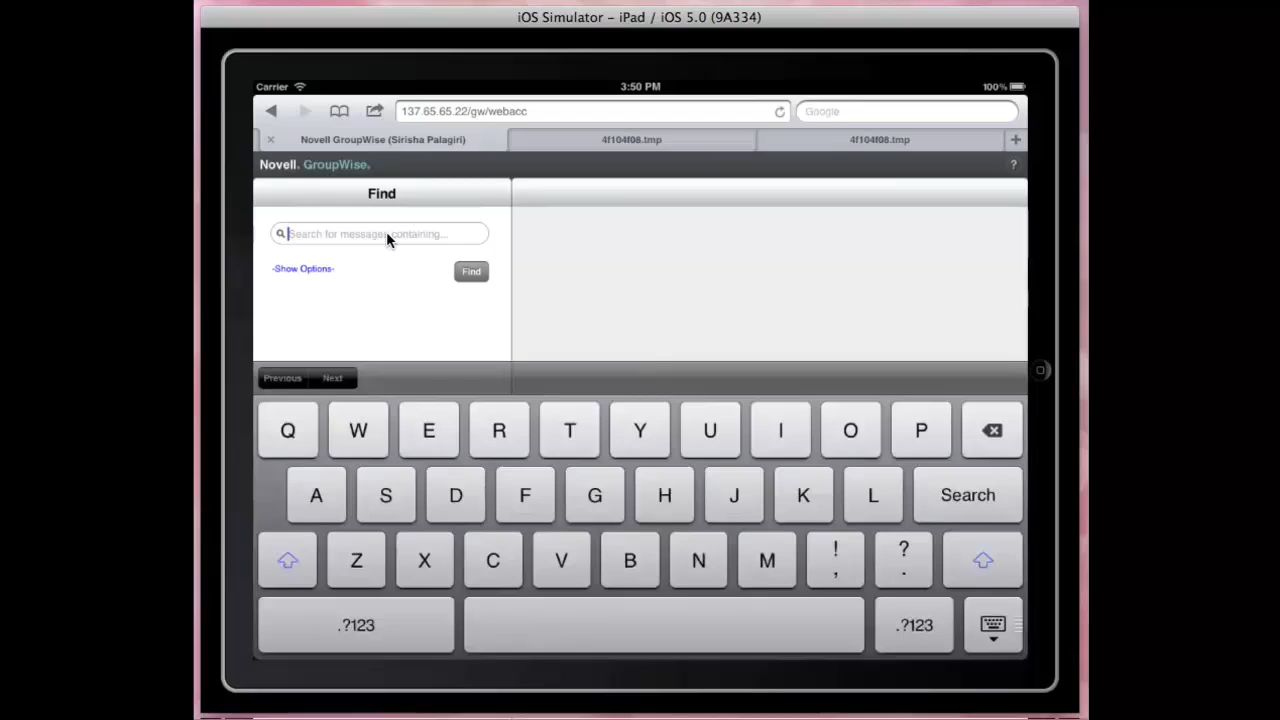 iOS Simulator – iPad / iOS 5.0 (9A334)
Carrier 3:50 PM 100%
137.65.65.22/gw/webacc Google
Novell GroupWise (Sirisha Palagiri) 4f104f08.tmp 4f104f08.tmp
Novell. GroupWise. ?
Find
Search for messages containing...
-Show Options- Find
Previous Next
Q W E R T Y U I O P
A S D F G H J K L Search
Z X C V B N M ! , ? .
.?123 .?123